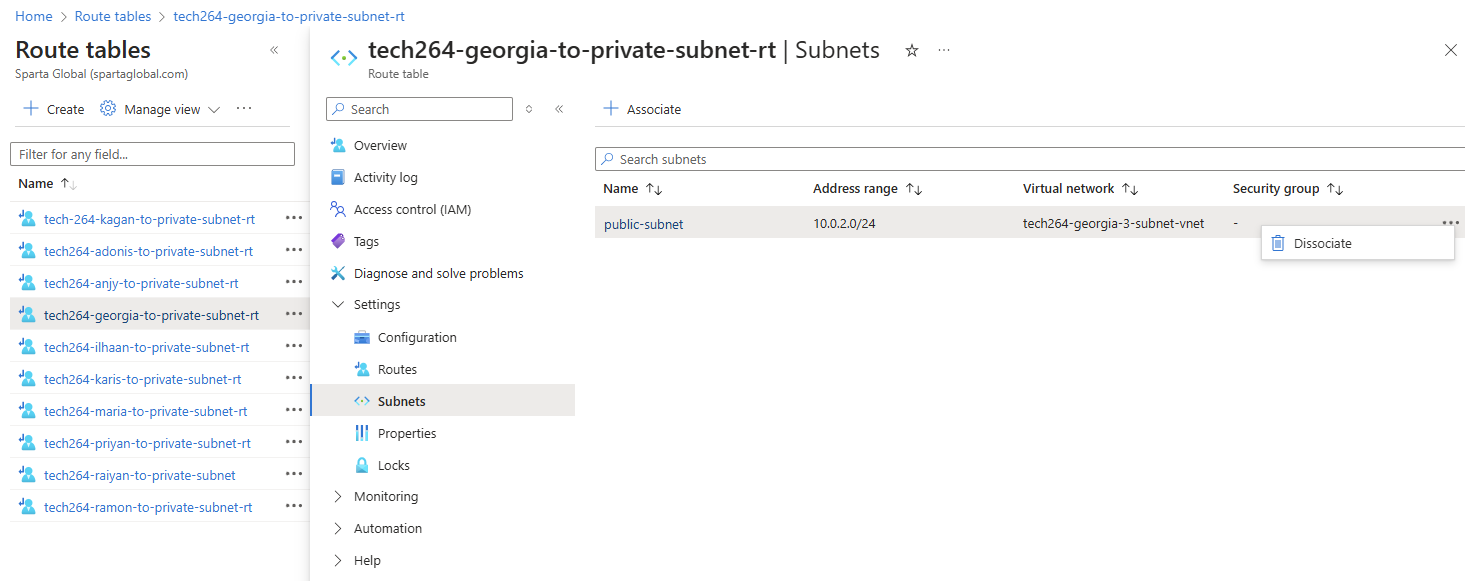 Home > Route tables > tech264-georgia-to-private-subnet-rt
Route tables
Sparta Global (spartaglobal.com)
Create Manage view ...
Filter for any field...
Name
tech-264-kagan-to-private-subnet-rt
tech264-adonis-to-private-subnet-rt
tech264-anjy-to-private-subnet-rt
tech264-georgia-to-private-subnet-rt
tech264-ilhaan-to-private-subnet-rt
tech264-karis-to-private-subnet-rt
tech264-maria-to-private-subnet-rt
tech264-priyan-to-private-subnet-rt
tech264-raiyan-to-private-subnet
tech264-ramon-to-private-subnet-rt
tech264-georgia-to-private-subnet-rt | Subnets
Route table
Search
Overview
Activity log
Access control (IAM)
Tags
Diagnose and solve problems
Settings
Configuration
Routes
Subnets
Properties
Locks
Monitoring
Automation
Help
Associate
Search subnets
Name Address range Virtual network Security group
public-subnet 10.0.2.0/24 tech264-georgia-3-subnet-vnet -
Dissociate